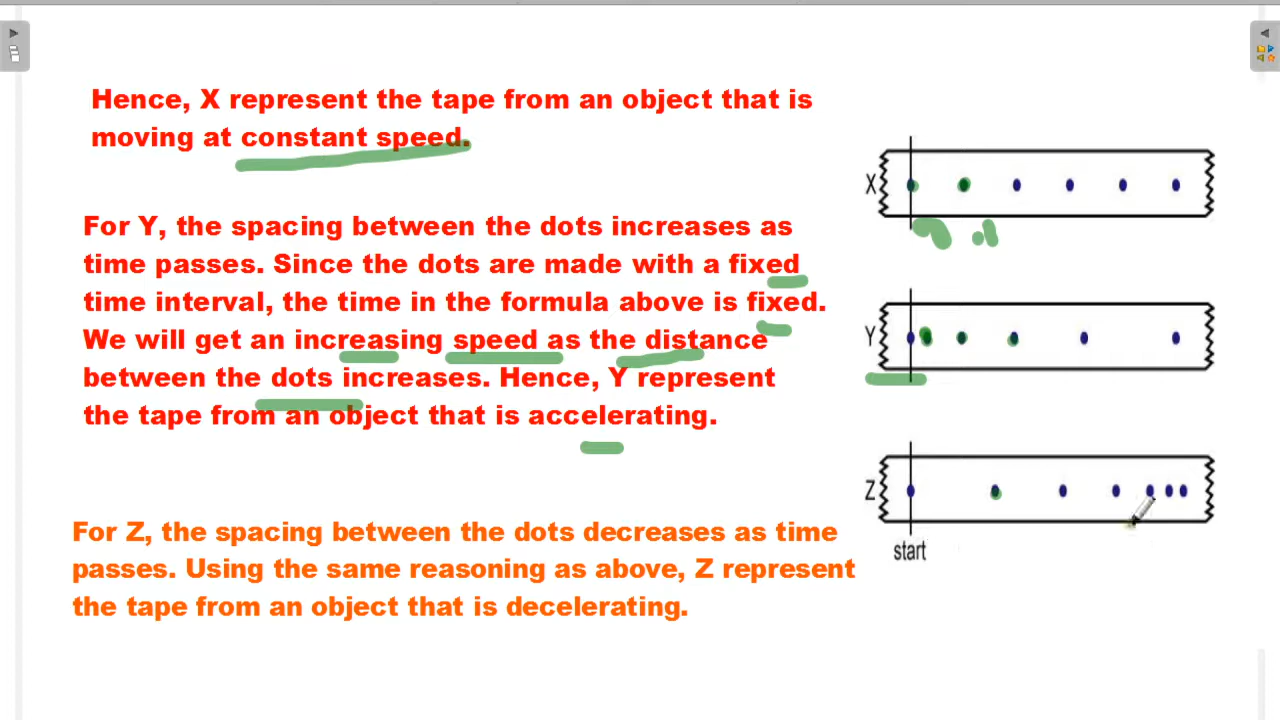 Hence, X represent the tape from an object that is
moving at constant speed.
For Y, the spacing between the dots increases as
time passes. Since the dots are made with a fixed
time interval, the time in the formula above is fixed.
We will get an increasing speed as the distance
between the dots increases. Hence, Y represent
the tape from an object that is accelerating.
For Z, the spacing between the dots decreases as time
passes. Using the same reasoning as above, Z represent
the tape from an object that is decelerating.
X
Y
Z
start